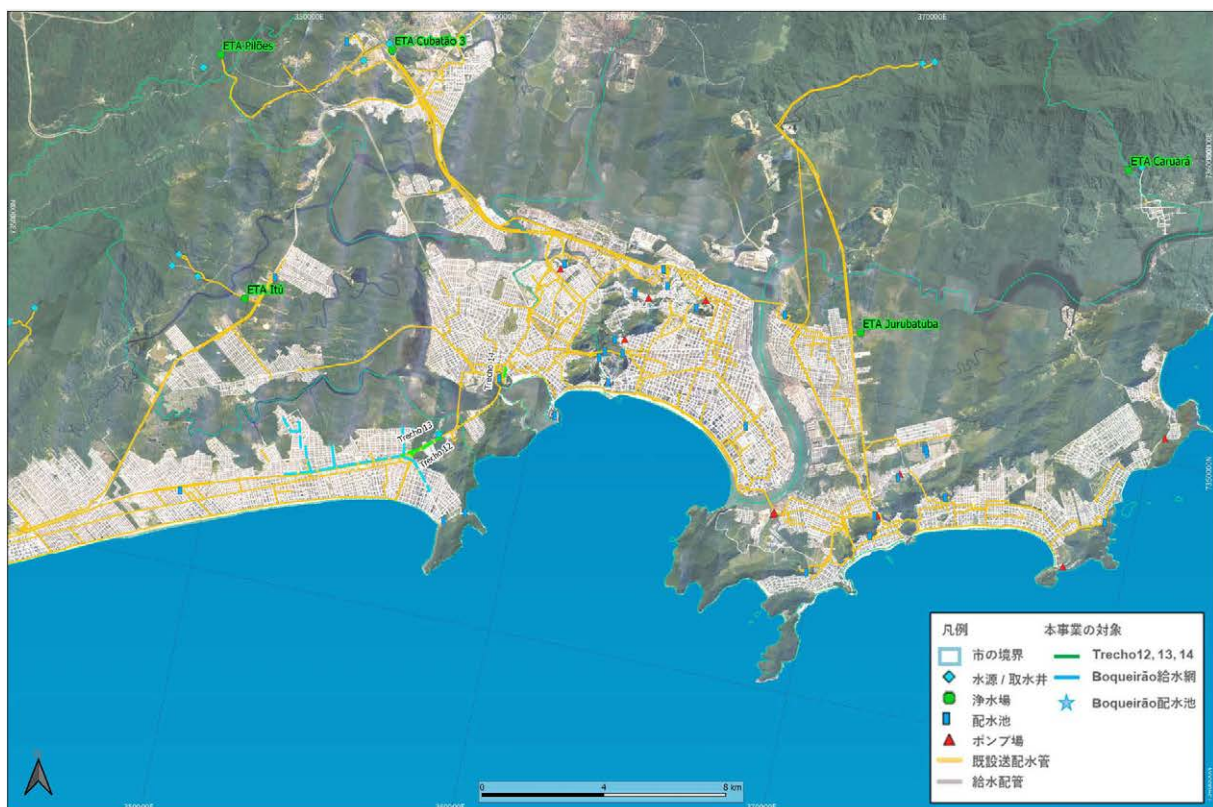 ETA Pilões
ETA Cubatão 3
370000E
ETA Caruará
ETA Itú
ETA Jurubatuba
Trecho 14
Trecho 13
Trecho 12
凡例
市の境界
水源 / 取水井
浄水場
配水池
ポンプ場
既設送配水管
給水配管
本事業の対象
Trecho12, 13, 14
Boqueirão給水網
Boqueirão配水池
0 4 8 km